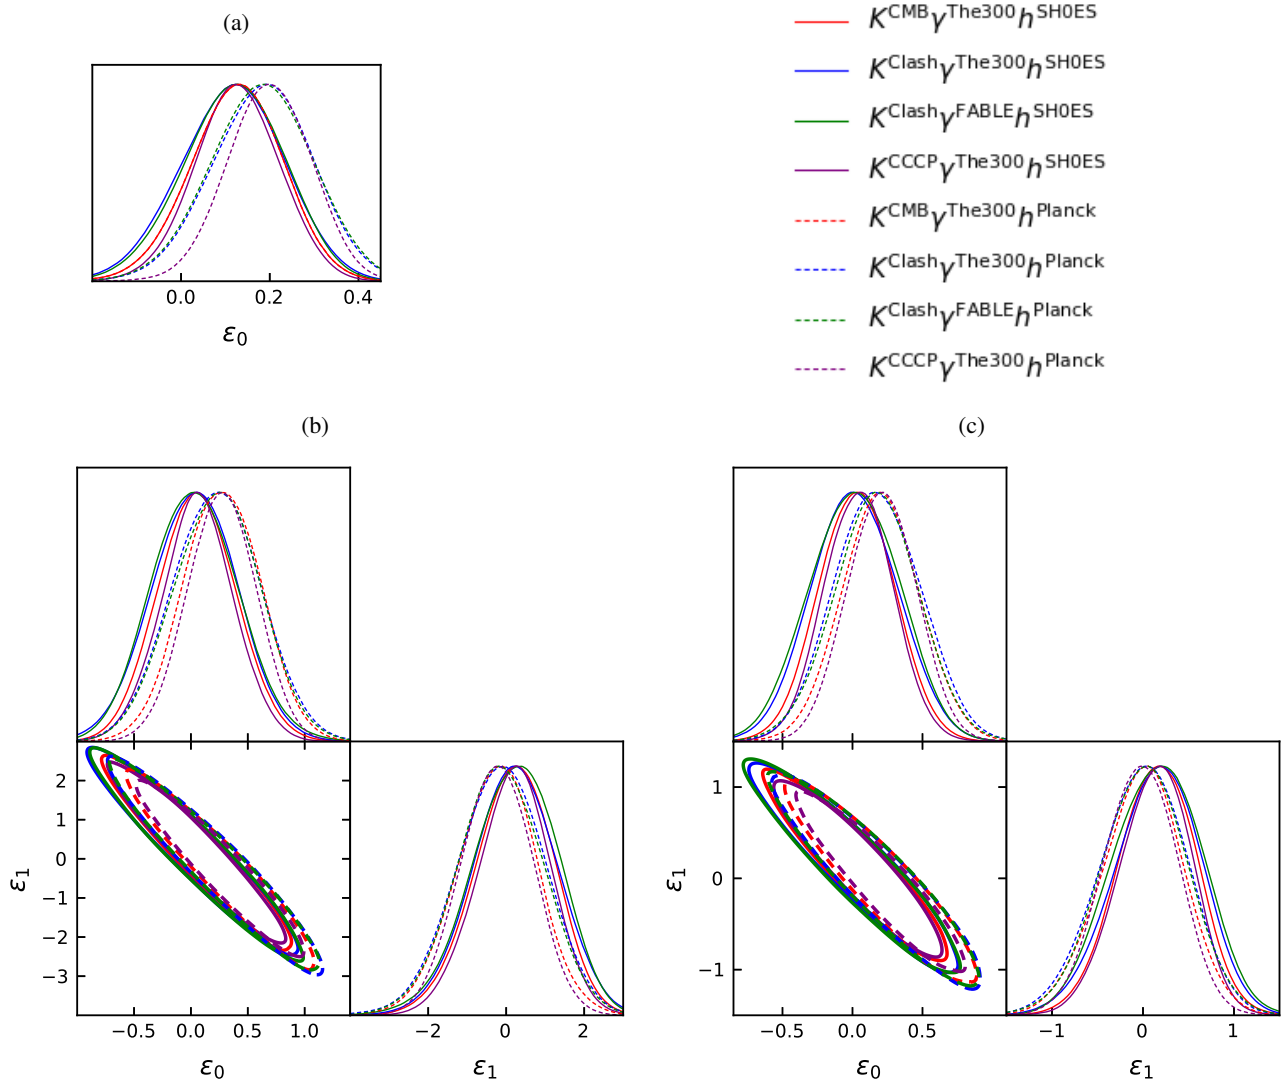 (a)
0.0 0.2 0.4
ε₀
K^CMB γ^The300 h^SH0ES
K^Clash γ^The300 h^SH0ES
K^Clash γ^FABLE h^SH0ES
K^CCCP γ^The300 h^SH0ES
K^CMB γ^The300 h^Planck
K^Clash γ^The300 h^Planck
K^Clash γ^FABLE h^Planck
K^CCCP γ^The300 h^Planck
(b)
2
1
0
−1
−2
−3
ε₁
−0.5 0.0 0.5 1.0
ε₀
−2 0 2
ε₁
(c)
1
0
−1
ε₁
−0.5 0.0 0.5
ε₀
−1 0 1
ε₁